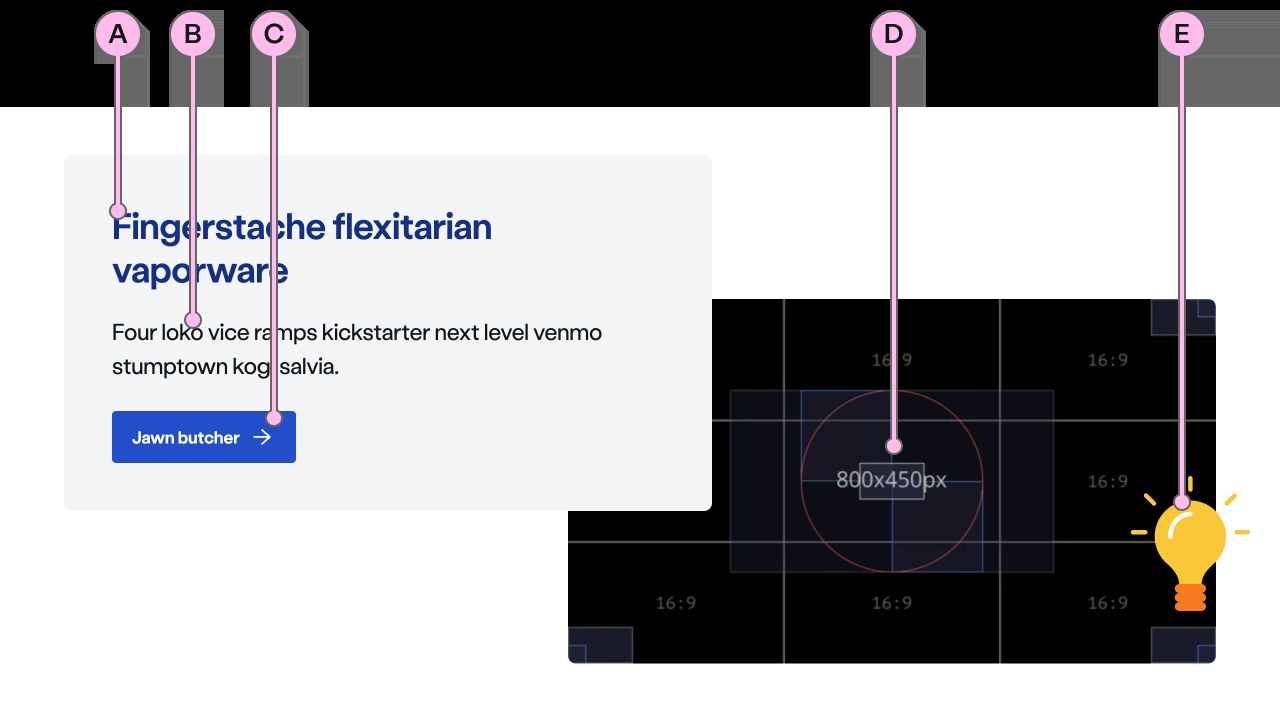 A B C D E
Fingerstache flexitarian
vaporware
Four loko vice ramps kickstarter next level venmo
stumptown kogi salvia.
Jawn butcher
16:9 16:9
800x450px 16:9
16:9 16:9 16:9